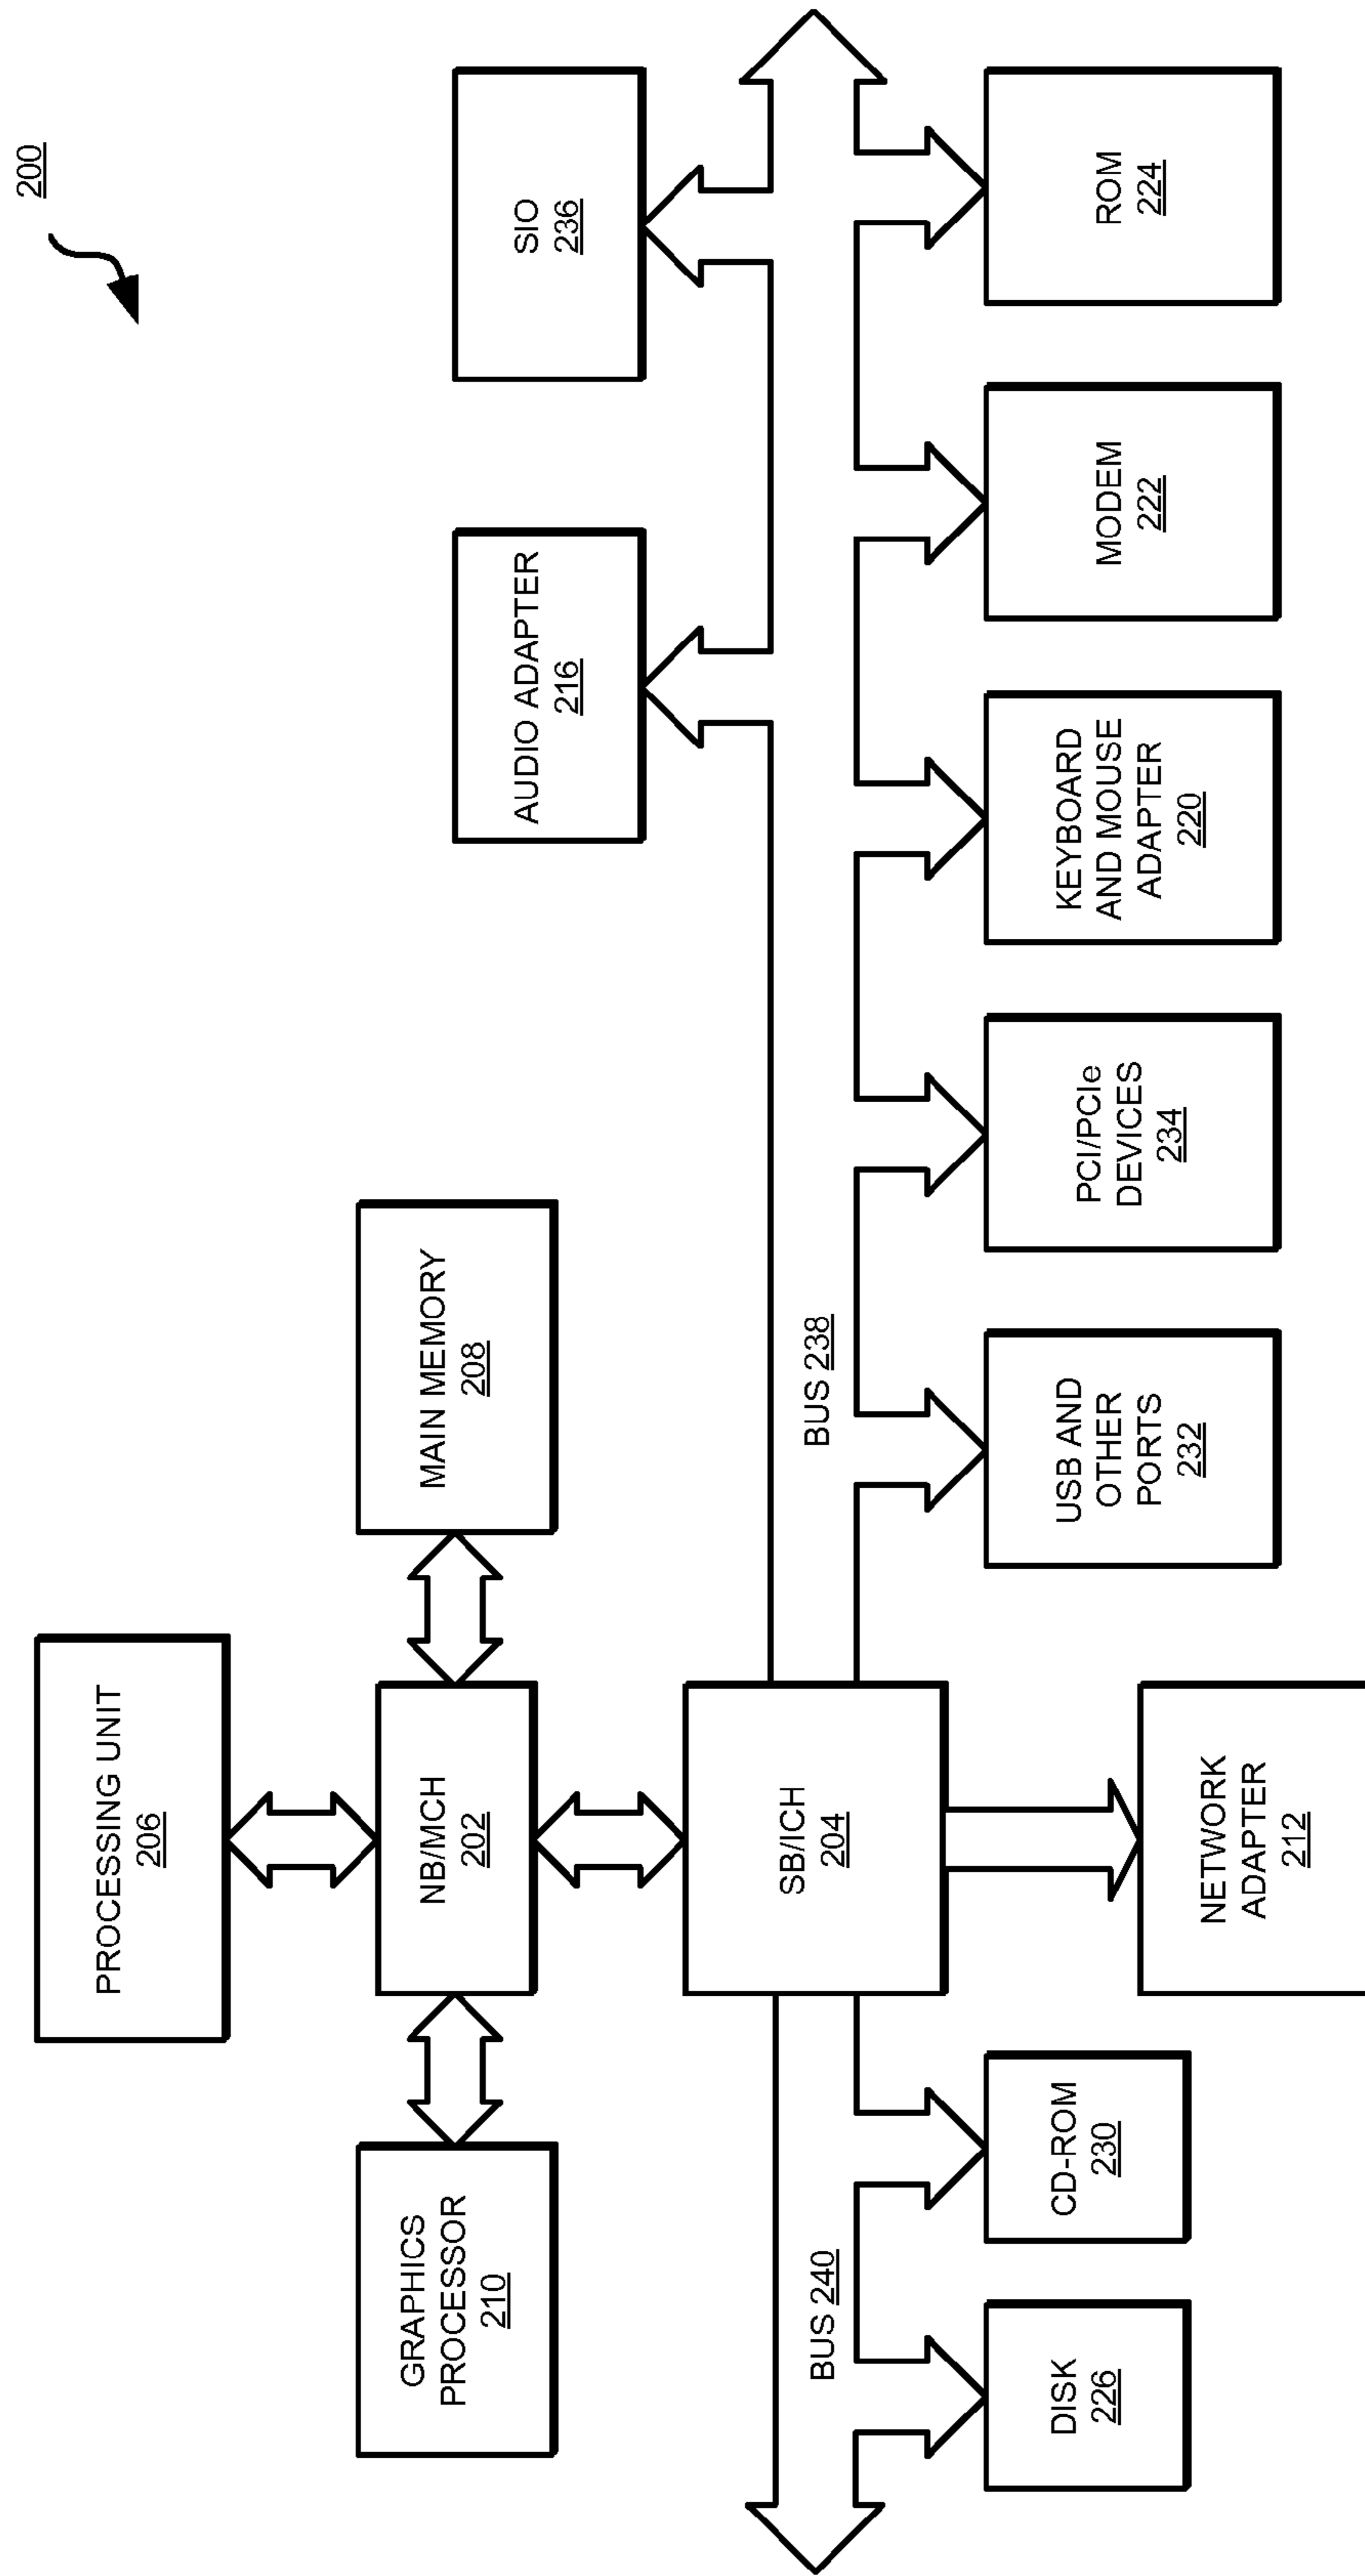 200
PROCESSING UNIT
206
GRAPHICS
PROCESSOR
210
NB/MCH
202
MAIN MEMORY
208
AUDIO ADAPTER
216
SIO
236
SB/ICH
204
BUS 240
BUS 238
DISK
226
CD-ROM
230
NETWORK
ADAPTER
212
USB AND
OTHER
PORTS
232
PCI/PCIe
DEVICES
234
KEYBOARD
AND MOUSE
ADAPTER
220
MODEM
222
ROM
224